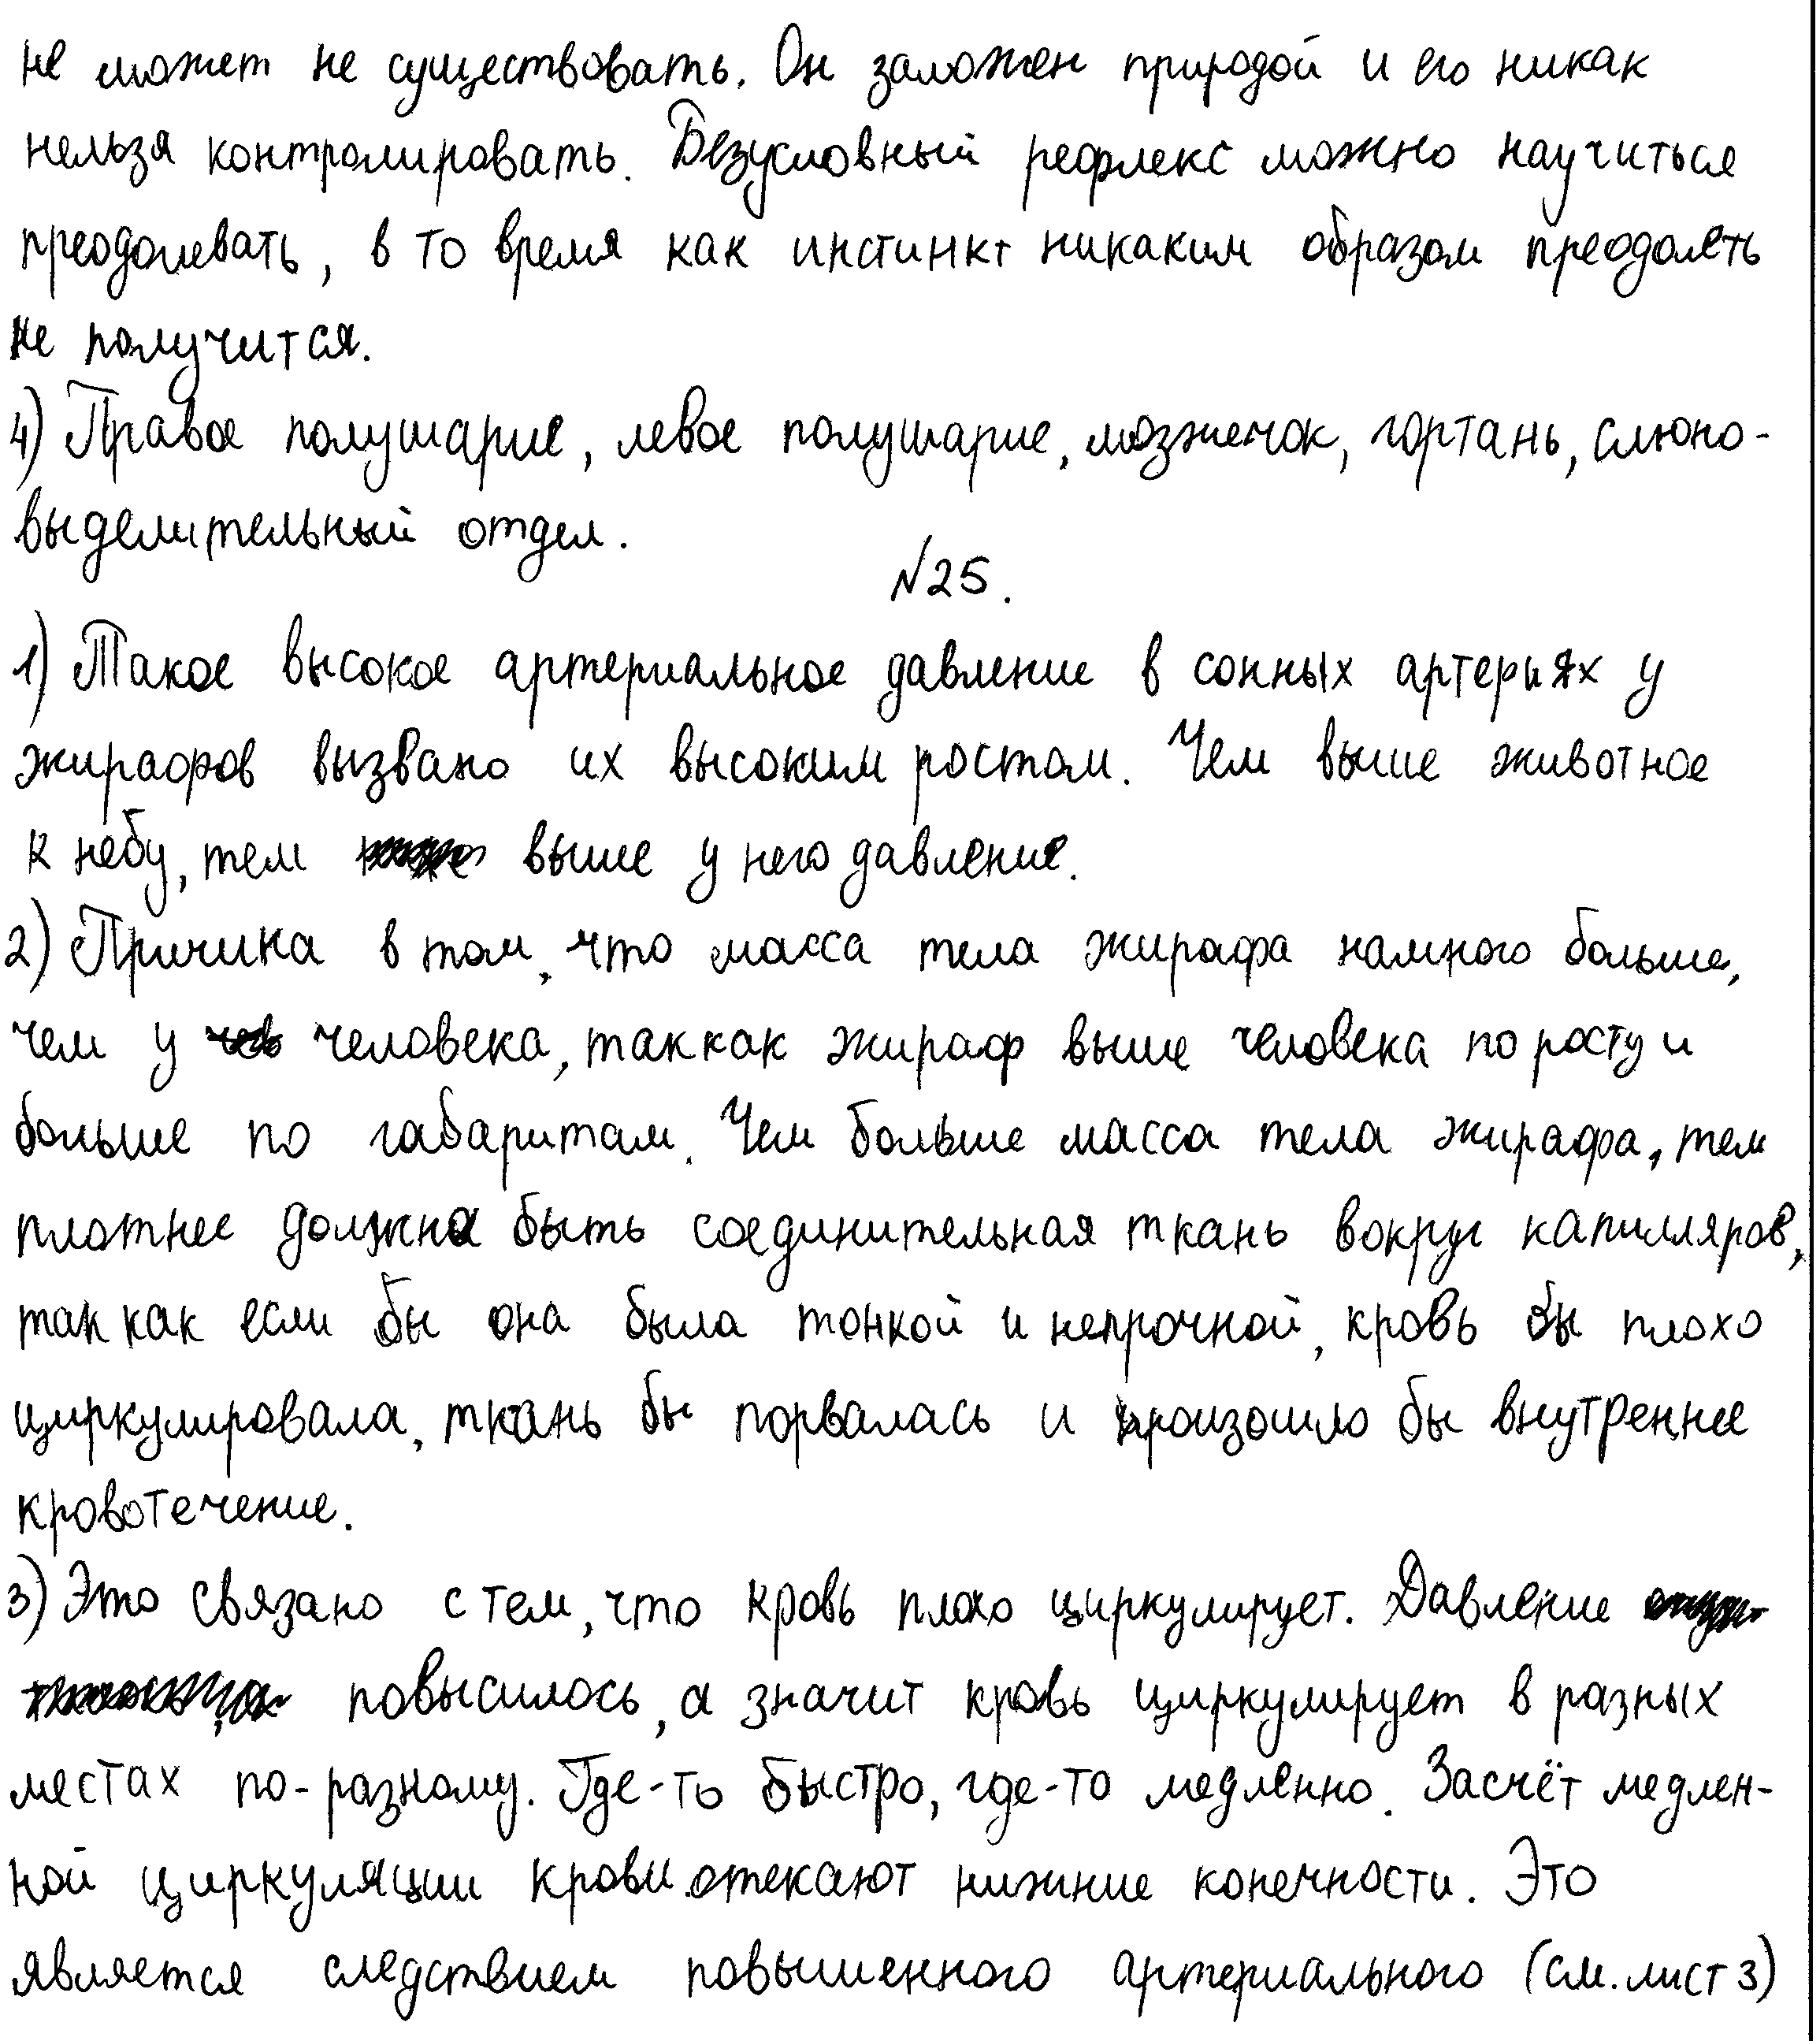 не может не существовать. Он заложен природой и его никак
нельзя контролировать. Безусловный рефлекс можно научиться
преодолевать, в то время как инстинкт никаким образом преодолеть
не получится.
4) Правое полушарие, левое полушарие, мозжечок, гортань, слюно-
выделительный отдел.
№25.
1) Такое высокое артериальное давление в сонных артериях у
жирафов вызвано их высоким ростом. Чем выше животное
к небу, тем выше у него давление.
2) Причина в том, что масса тела жирафа намного больше,
чем у человека, так как жираф выше человека по росту и
больше по габаритам. Чем больше масса тела жирафа, тем
плотнее должна быть соединительная ткань вокруг капилляров,
так как если бы она была тонкой и непрочной, кровь бы плохо
циркулировала, ткань бы порвалась и произошло бы внутреннее
кровотечение.
3) Это связано с тем, что кровь плохо циркулирует. Давление
повысилось, а значит кровь циркулирует в разных
местах по-разному. Где-то быстро, где-то медленно. Засчёт медлен-
ной циркуляции крови отекают нижние конечности. Это
является следствием повышенного артериального (см. лист 3)